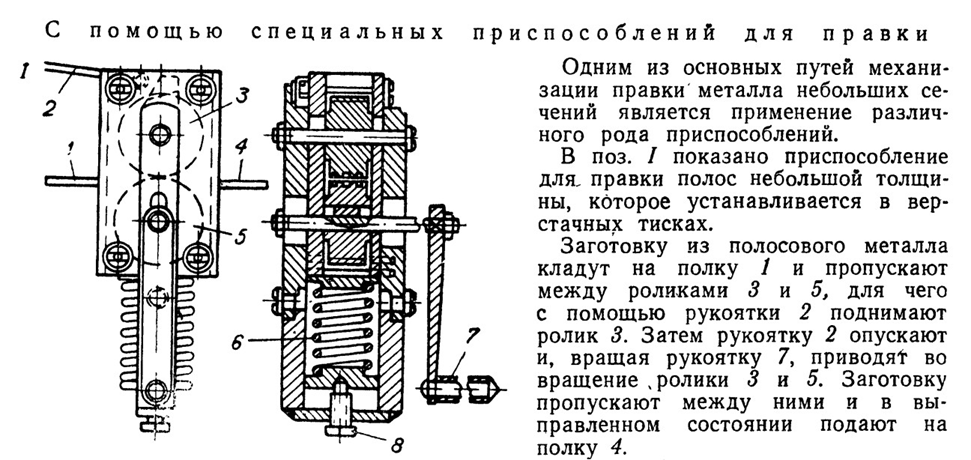 С помощью специальных приспособлений для правки
I
2
3
1
4
5
6
7
8
Одним из основных путей механи-
зации правки металла небольших се-
чений является применение различ-
ного рода приспособлений.
В поз. I показано приспособление
для правки полос небольшой толщи-
ны, которое устанавливается в вер-
стачных тисках.
Заготовку из полосового металла
кладут на полку 1 и пропускают
между роликами 3 и 5, для чего
с помощью рукоятки 2 поднимают
ролик 3. Затем рукоятку 2 опускают
и, вращая рукоятку 7, приводят во
вращение ролики 3 и 5. Заготовку
пропускают между ними и в вы-
правленном состоянии подают на
полку 4.